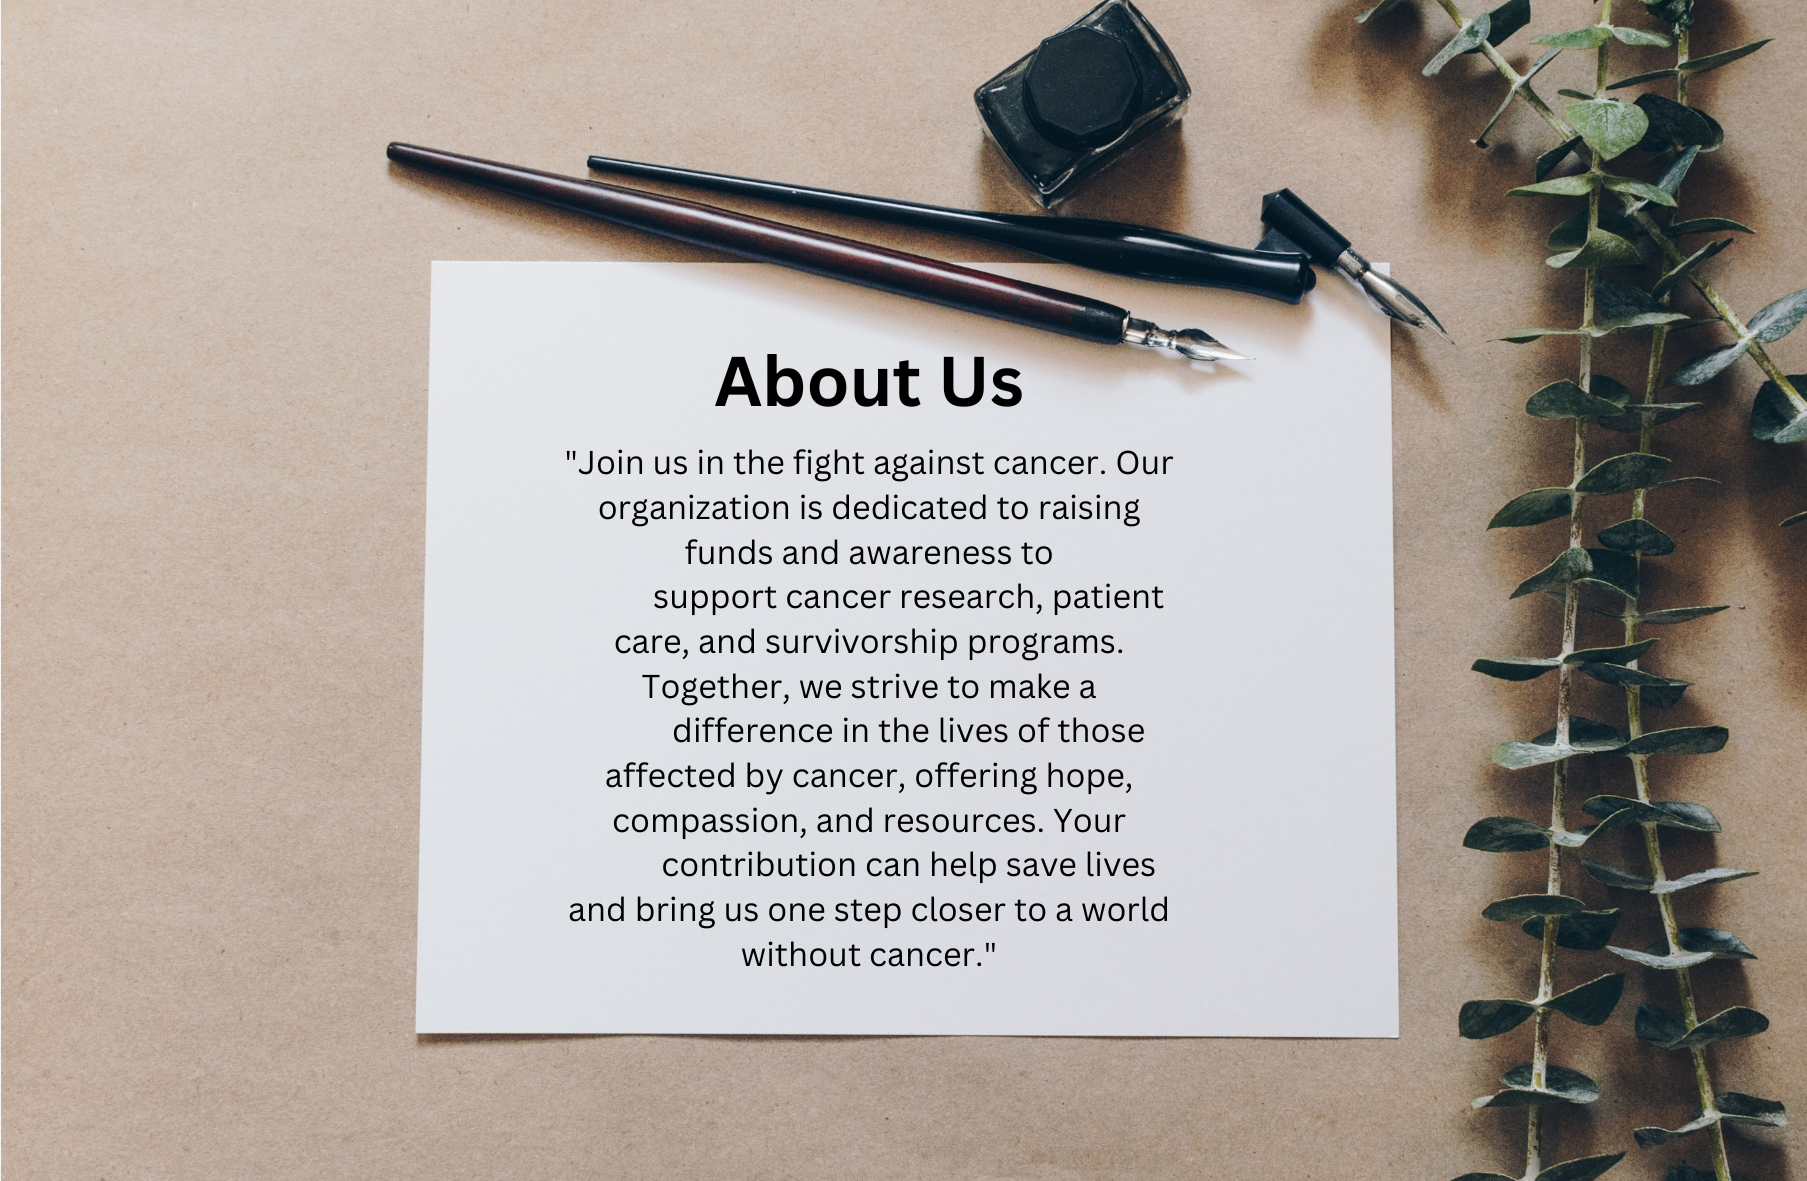 About Us
"Join us in the fight against cancer. Our
organization is dedicated to raising
funds and awareness to
support cancer research, patient
care, and survivorship programs.
Together, we strive to make a
difference in the lives of those
affected by cancer, offering hope,
compassion, and resources. Your
contribution can help save lives
and bring us one step closer to a world
without cancer."